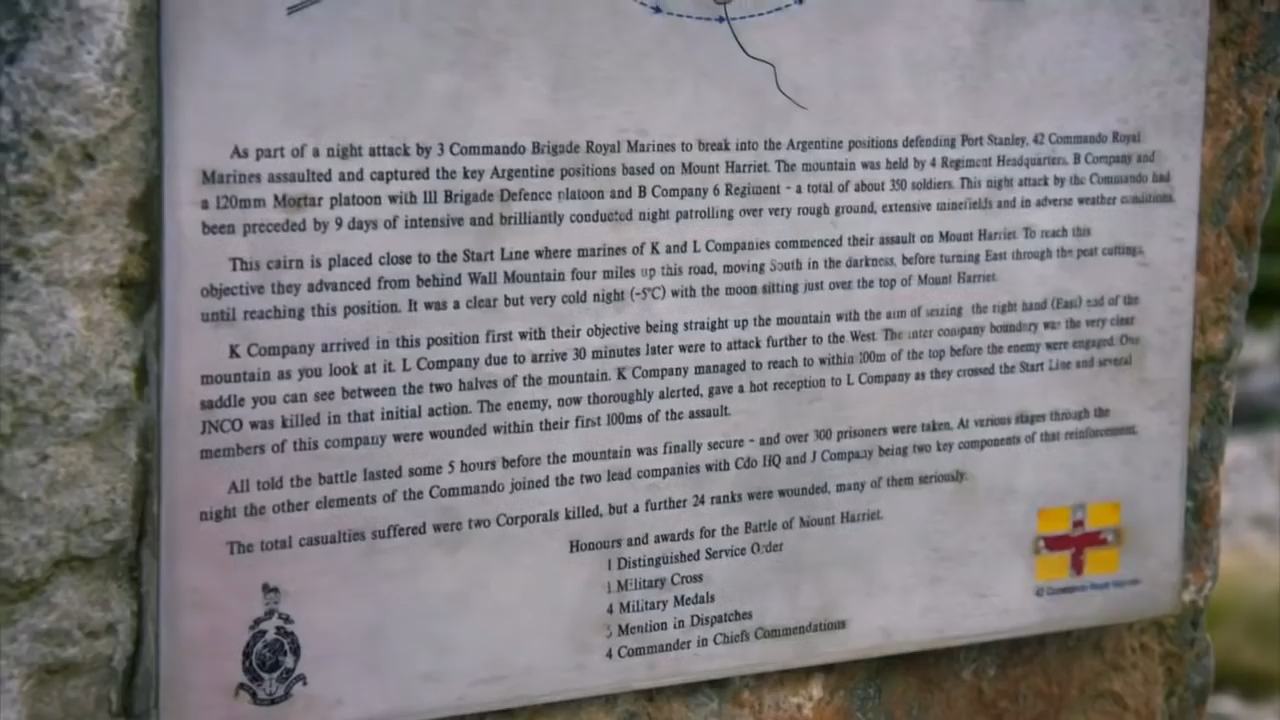 As part of a night attack by 3 Commando Brigade Royal Marines to break into the Argentine positions defending Port Stanley, 42 Commando Royal
Marines assaulted and captured the key Argentine positions based on Mount Harriet. The mountain was held by 4 Regiment Headquarters, B Company and
a 120mm Mortar platoon with III Brigade Defence platoon and B Company 6 Regiment - a total of about 350 soldiers. This night attack by the Commando had
been preceded by 9 days of intensive and brilliantly conducted night patrolling over very rough ground, extensive minefields and in adverse weather conditions.
This cairn is placed close to the Start Line where marines of K and L Companies commenced their assault on Mount Harriet. To reach this
objective they advanced from behind Wall Mountain four miles up this road, moving South in the darkness, before turning East through the peat cuttings,
until reaching this position. It was a clear but very cold night (-5°C) with the moon sitting just over the top of Mount Harriet.
K Company arrived in this position first with their objective being straight up the mountain with the aim of seizing the right hand (East) end of the
mountain as you look at it. L Company due to arrive 30 minutes later were to attack further to the West. The inter company boundary was the very clear
saddle you can see between the two halves of the mountain. K Company managed to reach to within 100m of the top before the enemy were engaged. One
JNCO was killed in that initial action. The enemy, now thoroughly alerted, gave a hot reception to L Company as they crossed the Start Line and several
members of this company were wounded within their first 100ms of the assault.
All told the battle lasted some 5 hours before the mountain was finally secure - and over 300 prisoners were taken. At various stages through the
night the other elements of the Commando joined the two lead companies with Cdo HQ and J Company being two key components of that reinforcement.
The total casualties suffered were two Corporals killed, but a further 24 ranks were wounded, many of them seriously.
Honours and awards for the Battle of Mount Harriet.
1 Distinguished Service Order
1 Military Cross
4 Military Medals
5 Mention in Dispatches
4 Commander in Chiefs Commendations
42 Commando Royal Marines